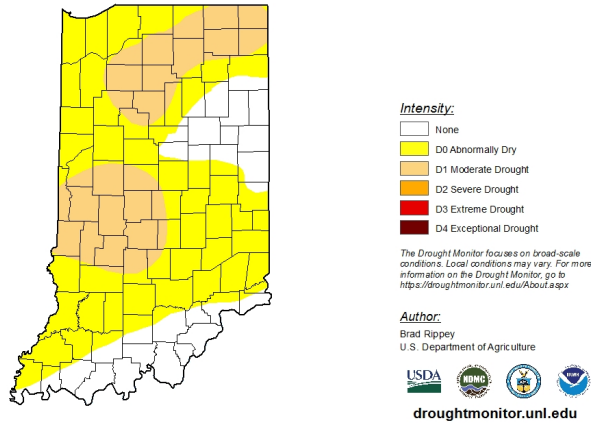 Intensity:
None
D0 Abnormally Dry
D1 Moderate Drought
D2 Severe Drought
D3 Extreme Drought
D4 Exceptional Drought
The Drought Monitor focuses on broad-scale
conditions. Local conditions may vary. For more
information on the Drought Monitor, go to
https://droughtmonitor.unl.edu/About.aspx
Author:
Brad Rippey
U.S. Department of Agriculture
USDA
NDMC
droughtmonitor.unl.edu